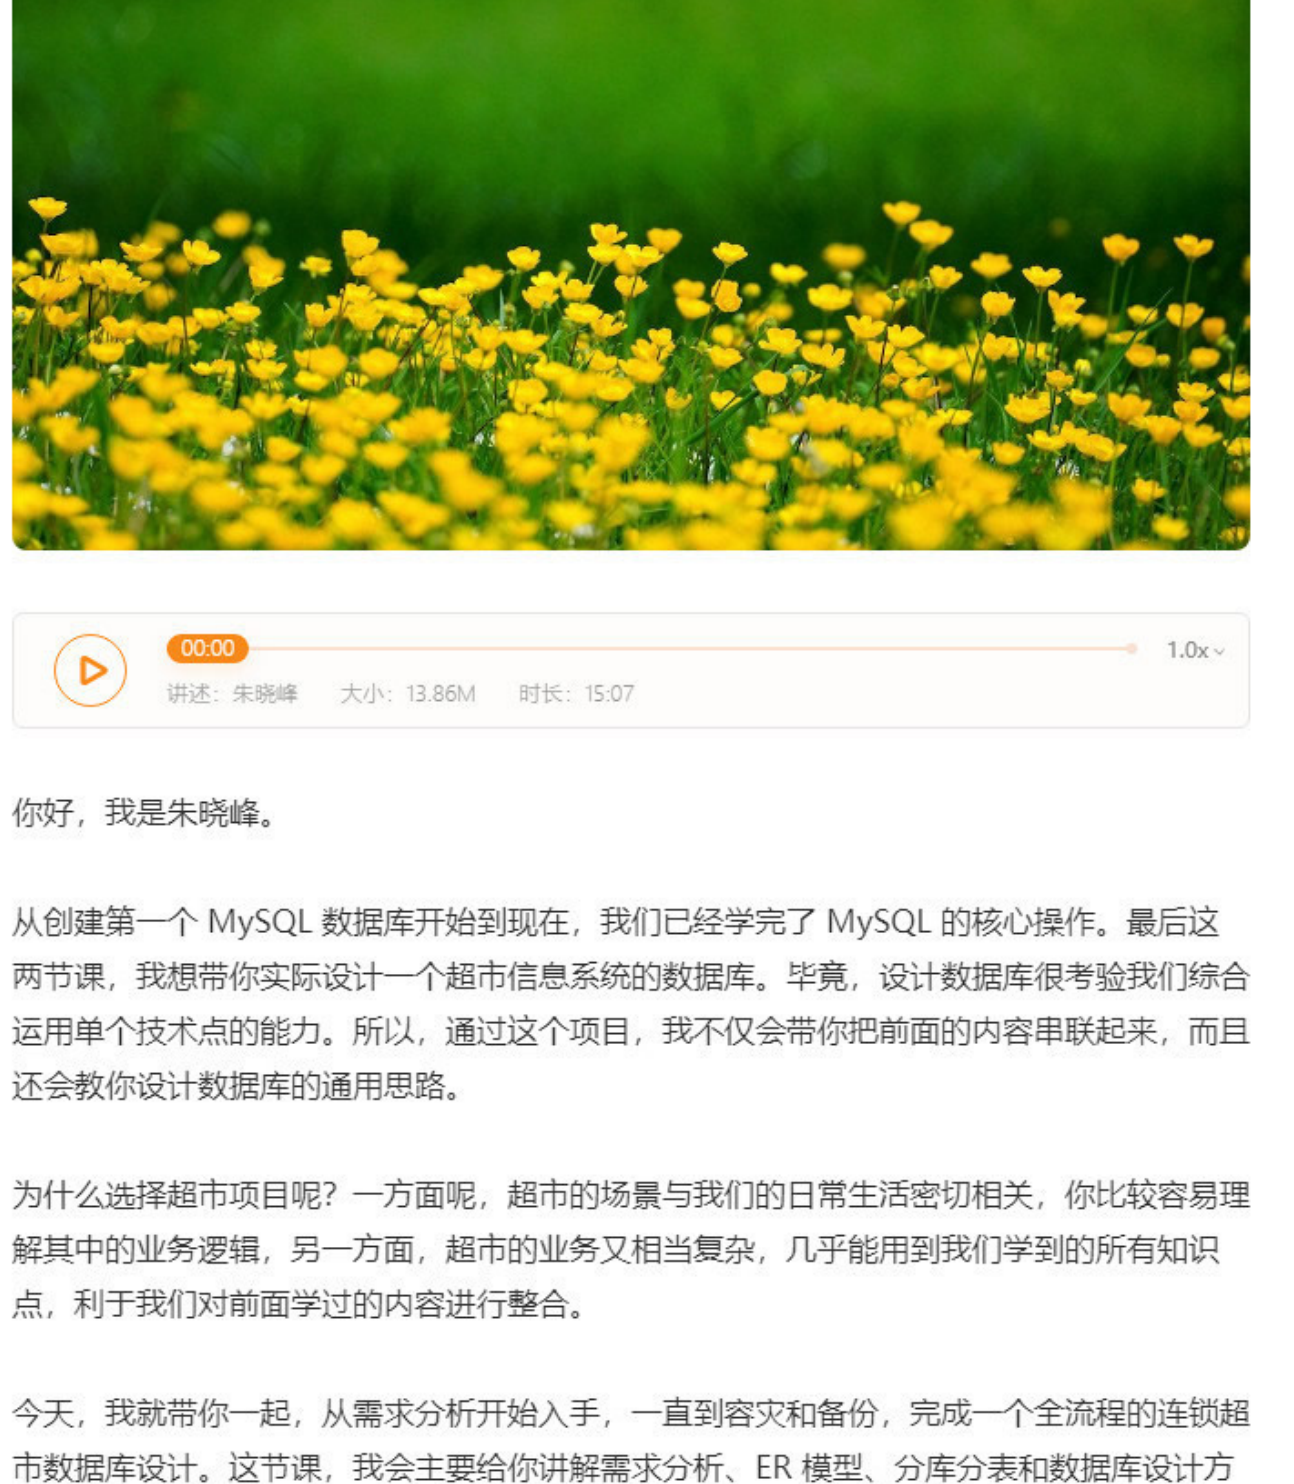 00:00
1.0x
讲述：朱晓峰 大小：13.86M 时长：15:07
你好，我是朱晓峰。
从创建第一个 MySQL 数据库开始到现在，我们已经学完了 MySQL 的核心操作。最后这
两节课，我想带你实际设计一个超市信息系统的数据库。毕竟，设计数据库很考验我们综合
运用单个技术点的能力。所以，通过这个项目，我不仅会带你把前面的内容串联起来，而且
还会教你设计数据库的通用思路。
为什么选择超市项目呢？一方面呢，超市的场景与我们的日常生活密切相关，你比较容易理
解其中的业务逻辑，另一方面，超市的业务又相当复杂，几乎能用到我们学到的所有知识
点，利于我们对前面学过的内容进行整合。
今天，我就带你一起，从需求分析开始入手，一直到容灾和备份，完成一个全流程的连锁超
市数据库设计。这节课，我会主要给你讲解需求分析、ER 模型、分库分表和数据库设计方